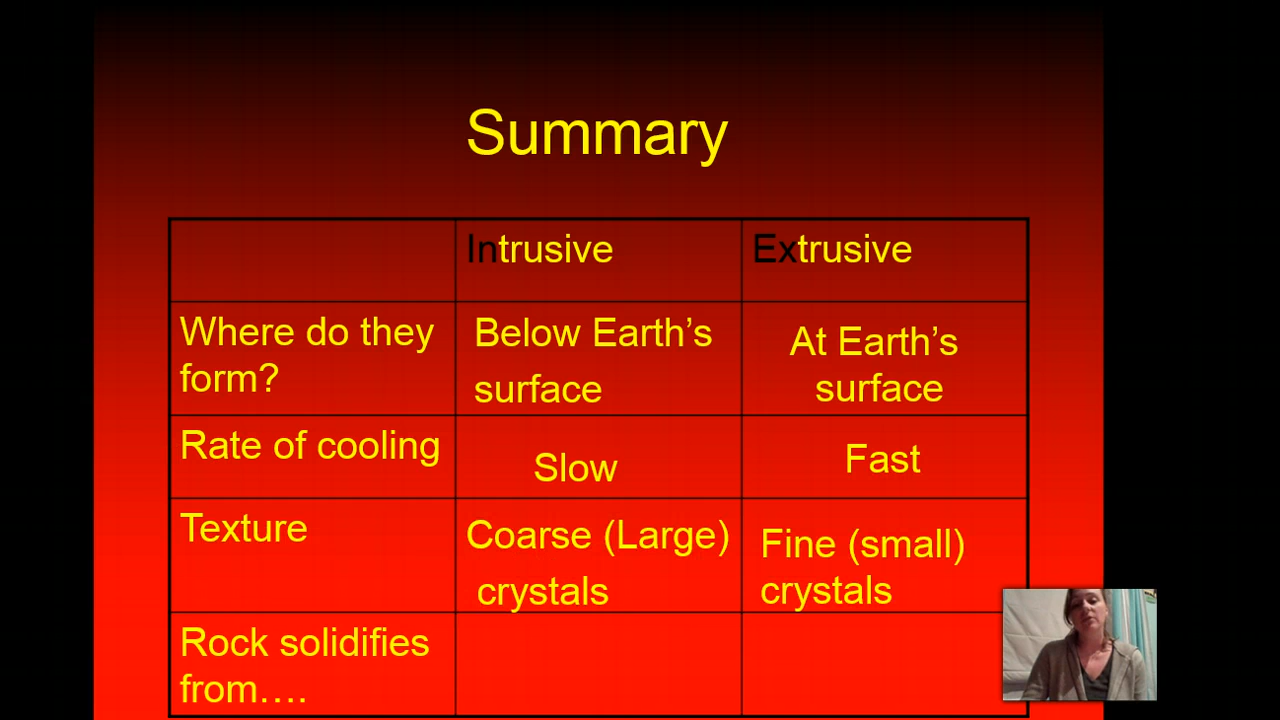 Summary
Intrusive
Extrusive
Where do they
form?
Below Earth’s
surface
At Earth’s
surface
Rate of cooling
Slow
Fast
Texture
Coarse (Large)
crystals
Fine (small)
crystals
Rock solidifies
from….